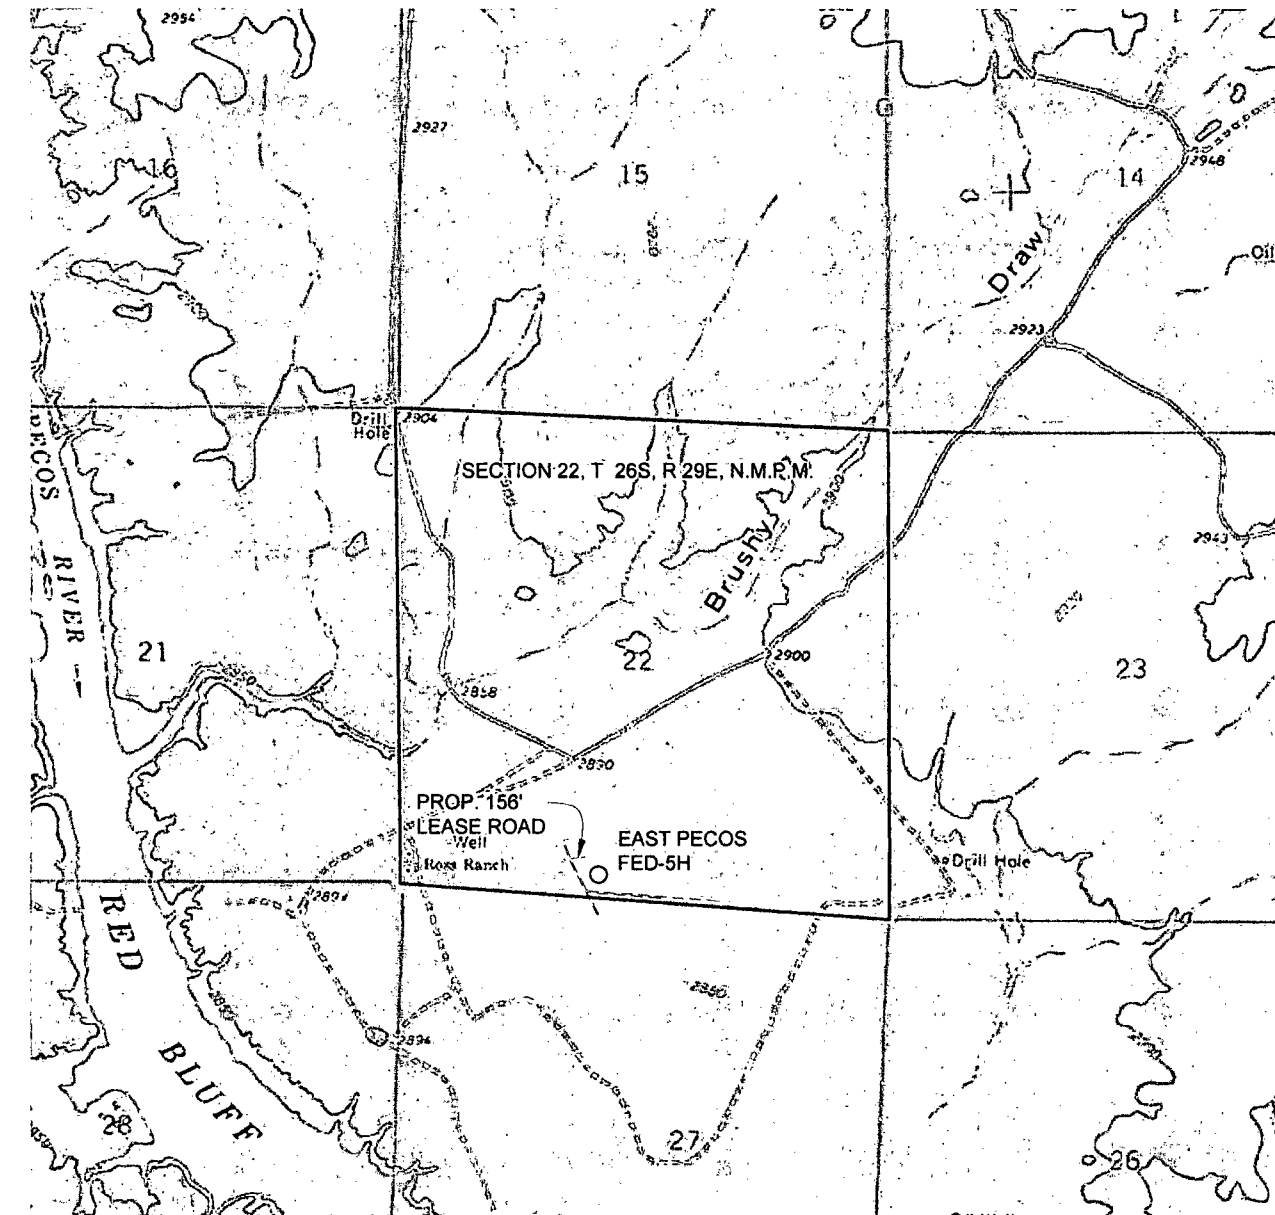 2954
2927
16
15
14
2948
Draw
Oil
2923
Drill
Hole
2904
PECOS
RIVER
SECTION 22, T 26S, R 29E, N.M.P.M.
2900
Brushy
2943
21
22
2900
23
2858
2890
PROP. 156'
LEASE ROAD
Well
Ross Ranch
EAST PECOS
FED-5H
Drill Hole
2894
RED
BLUFF
2894
28
27
26